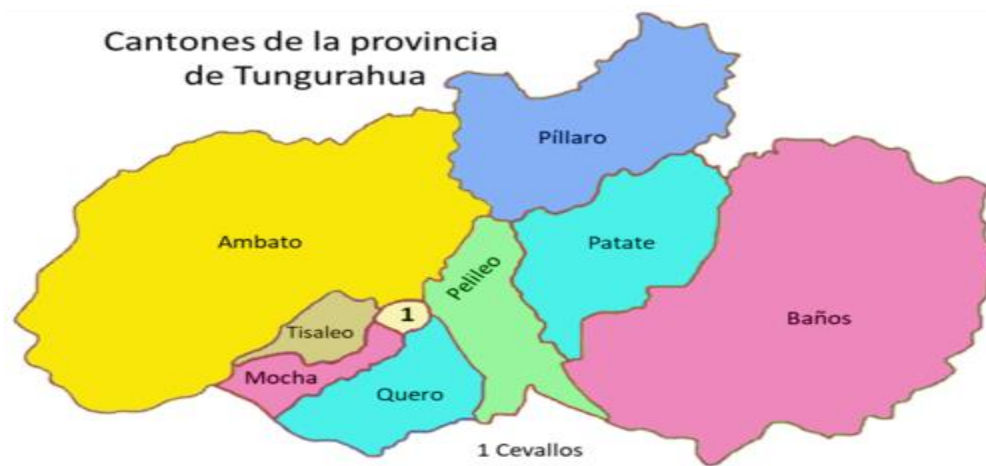 Cantones de la provincia
de Tungurahua
Píllaro
Ambato
Patate
Pelileo
Baños
1
Tisaleo
Mocha
Quero
1 Cevallos